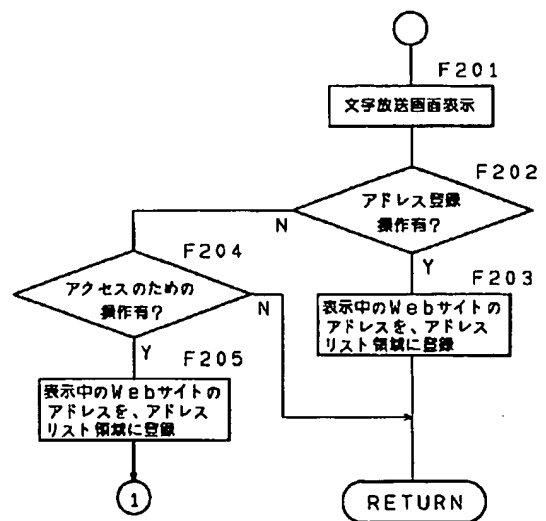 F201
文字放送画面表示
F202
アドレス登録
操作有?
N
Y
F204
アクセスのための
操作有?
N
Y
F203
表示中のWebサイトの
アドレスを、アドレス
リスト領域に登録
F205
表示中のWebサイトの
アドレスを、アドレス
リスト領域に登録
1
RETURN